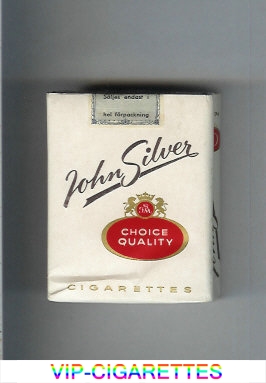 Säljes endast i
hel förpackning
John Silver
CHOICE
QUALITY
CIGARETTES
VIP-CIGARETTES